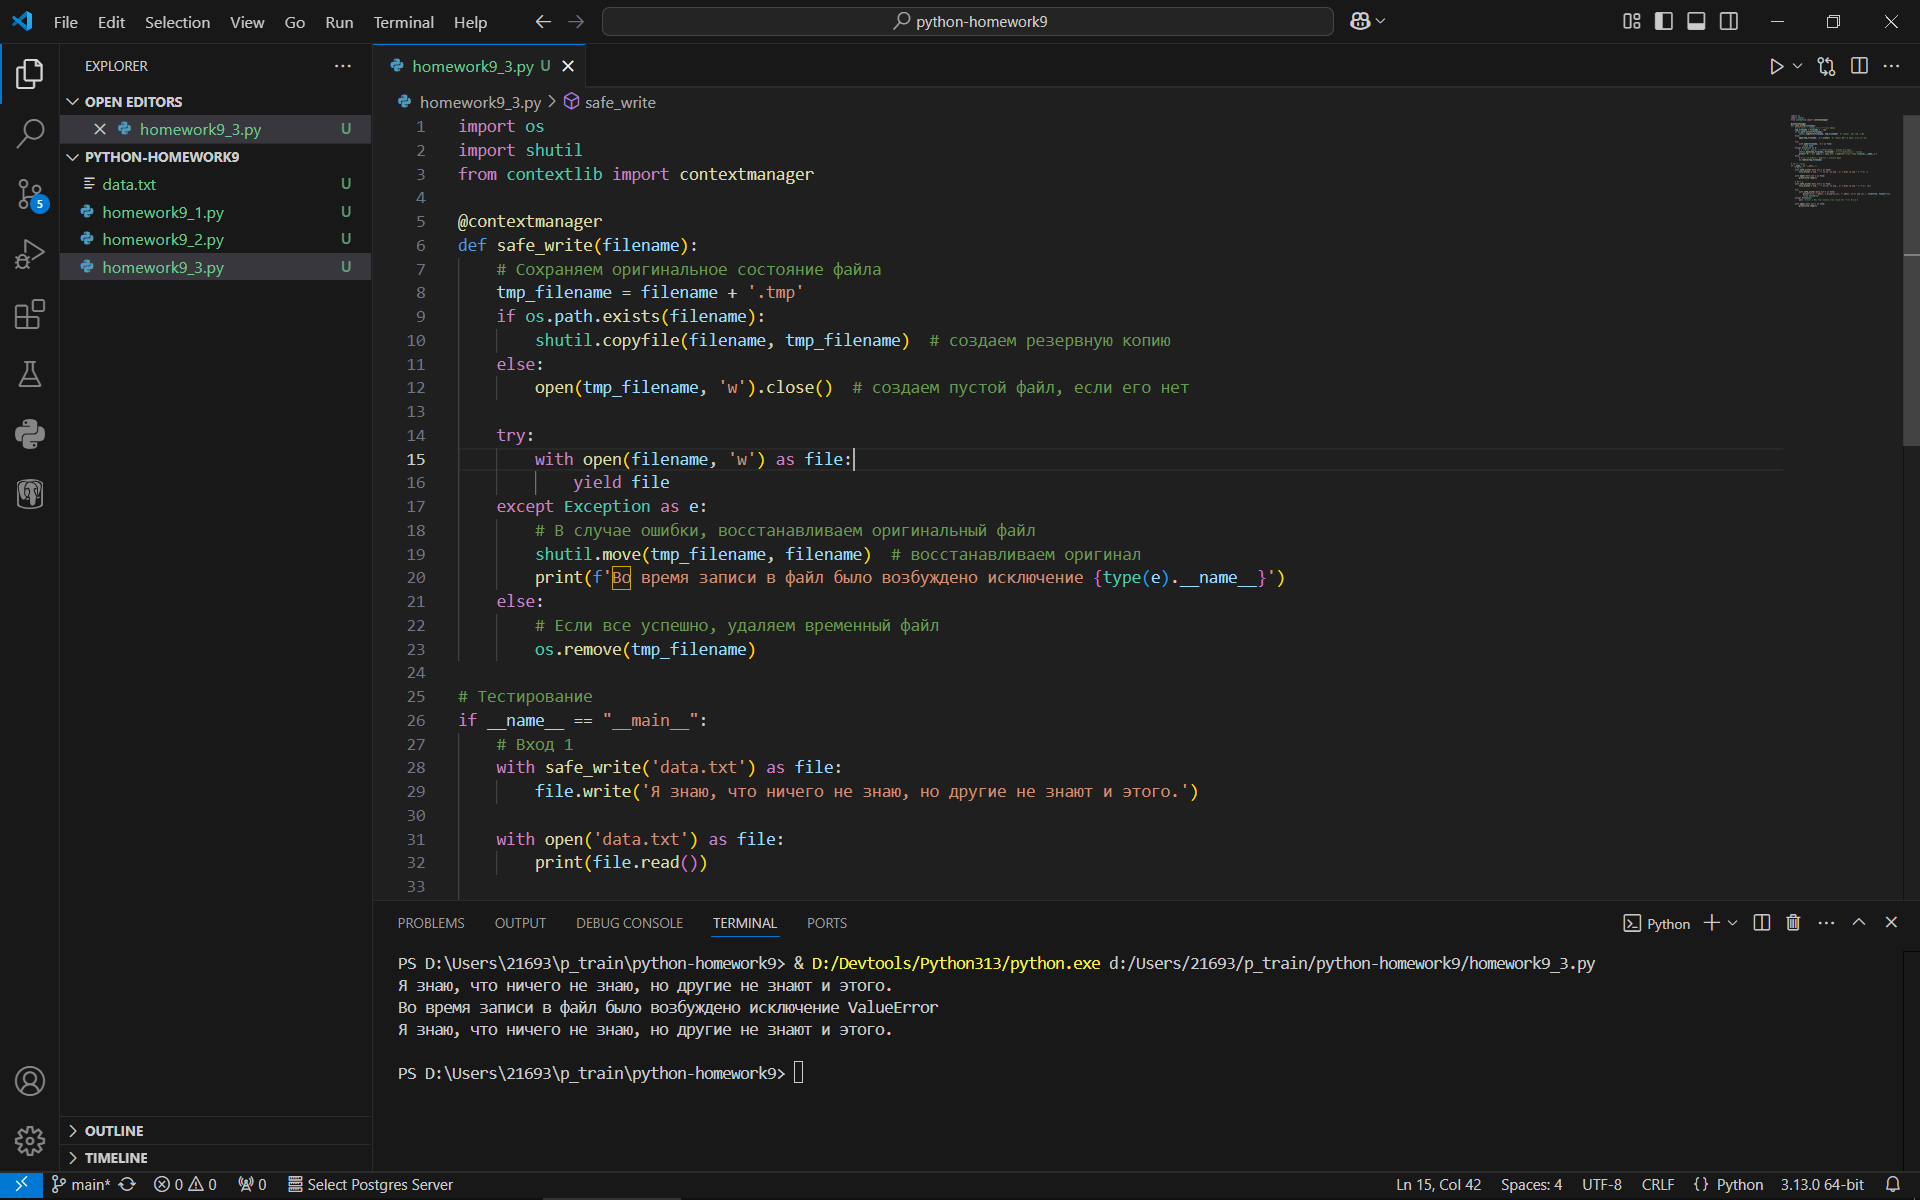 File Edit Selection View Go Run Terminal Help
python-homework9
EXPLORER
OPEN EDITORS
homework9_3.py U
PYTHON-HOMEWORK9
data.txt U
homework9_1.py U
homework9_2.py U
homework9_3.py U
5
OUTLINE
TIMELINE
homework9_3.py U
homework9_3.py > safe_write
1 import os
2 import shutil
3 from contextlib import contextmanager
4
5 @contextmanager
6 def safe_write(filename):
7 # Сохраняем оригинальное состояние файла
8 tmp_filename = filename + '.tmp'
9 if os.path.exists(filename):
10 shutil.copyfile(filename, tmp_filename) # создаем резервную копию
11 else:
12 open(tmp_filename, 'w').close() # создаем пустой файл, если его нет
13
14 try:
15 with open(filename, 'w') as file:
16 yield file
17 except Exception as e:
18 # В случае ошибки, восстанавливаем оригинальный файл
19 shutil.move(tmp_filename, filename) # восстанавливаем оригинал
20 print(f'Во время записи в файл было возбуждено исключение {type(e).__name__}')
21 else:
22 # Если все успешно, удаляем временный файл
23 os.remove(tmp_filename)
24
25 # Тестирование
26 if __name__ == "__main__":
27 # Вход 1
28 with safe_write('data.txt') as file:
29 file.write('Я знаю, что ничего не знаю, но другие не знают и этого.')
30
31 with open('data.txt') as file:
32 print(file.read())
33
PROBLEMS OUTPUT DEBUG CONSOLE TERMINAL PORTS
Python
PS D:\Users\21693\p_train\python-homework9> & D:/Devtools/Python313/python.exe d:/Users/21693/p_train/python-homework9/homework9_3.py
Я знаю, что ничего не знаю, но другие не знают и этого.
Во время записи в файл было возбуждено исключение ValueError
Я знаю, что ничего не знаю, но другие не знают и этого.
PS D:\Users\21693\p_train\python-homework9>
main* 0 0 0 Select Postgres Server Ln 15, Col 42 Spaces: 4 UTF-8 CRLF {} Python 3.13.0 64-bit